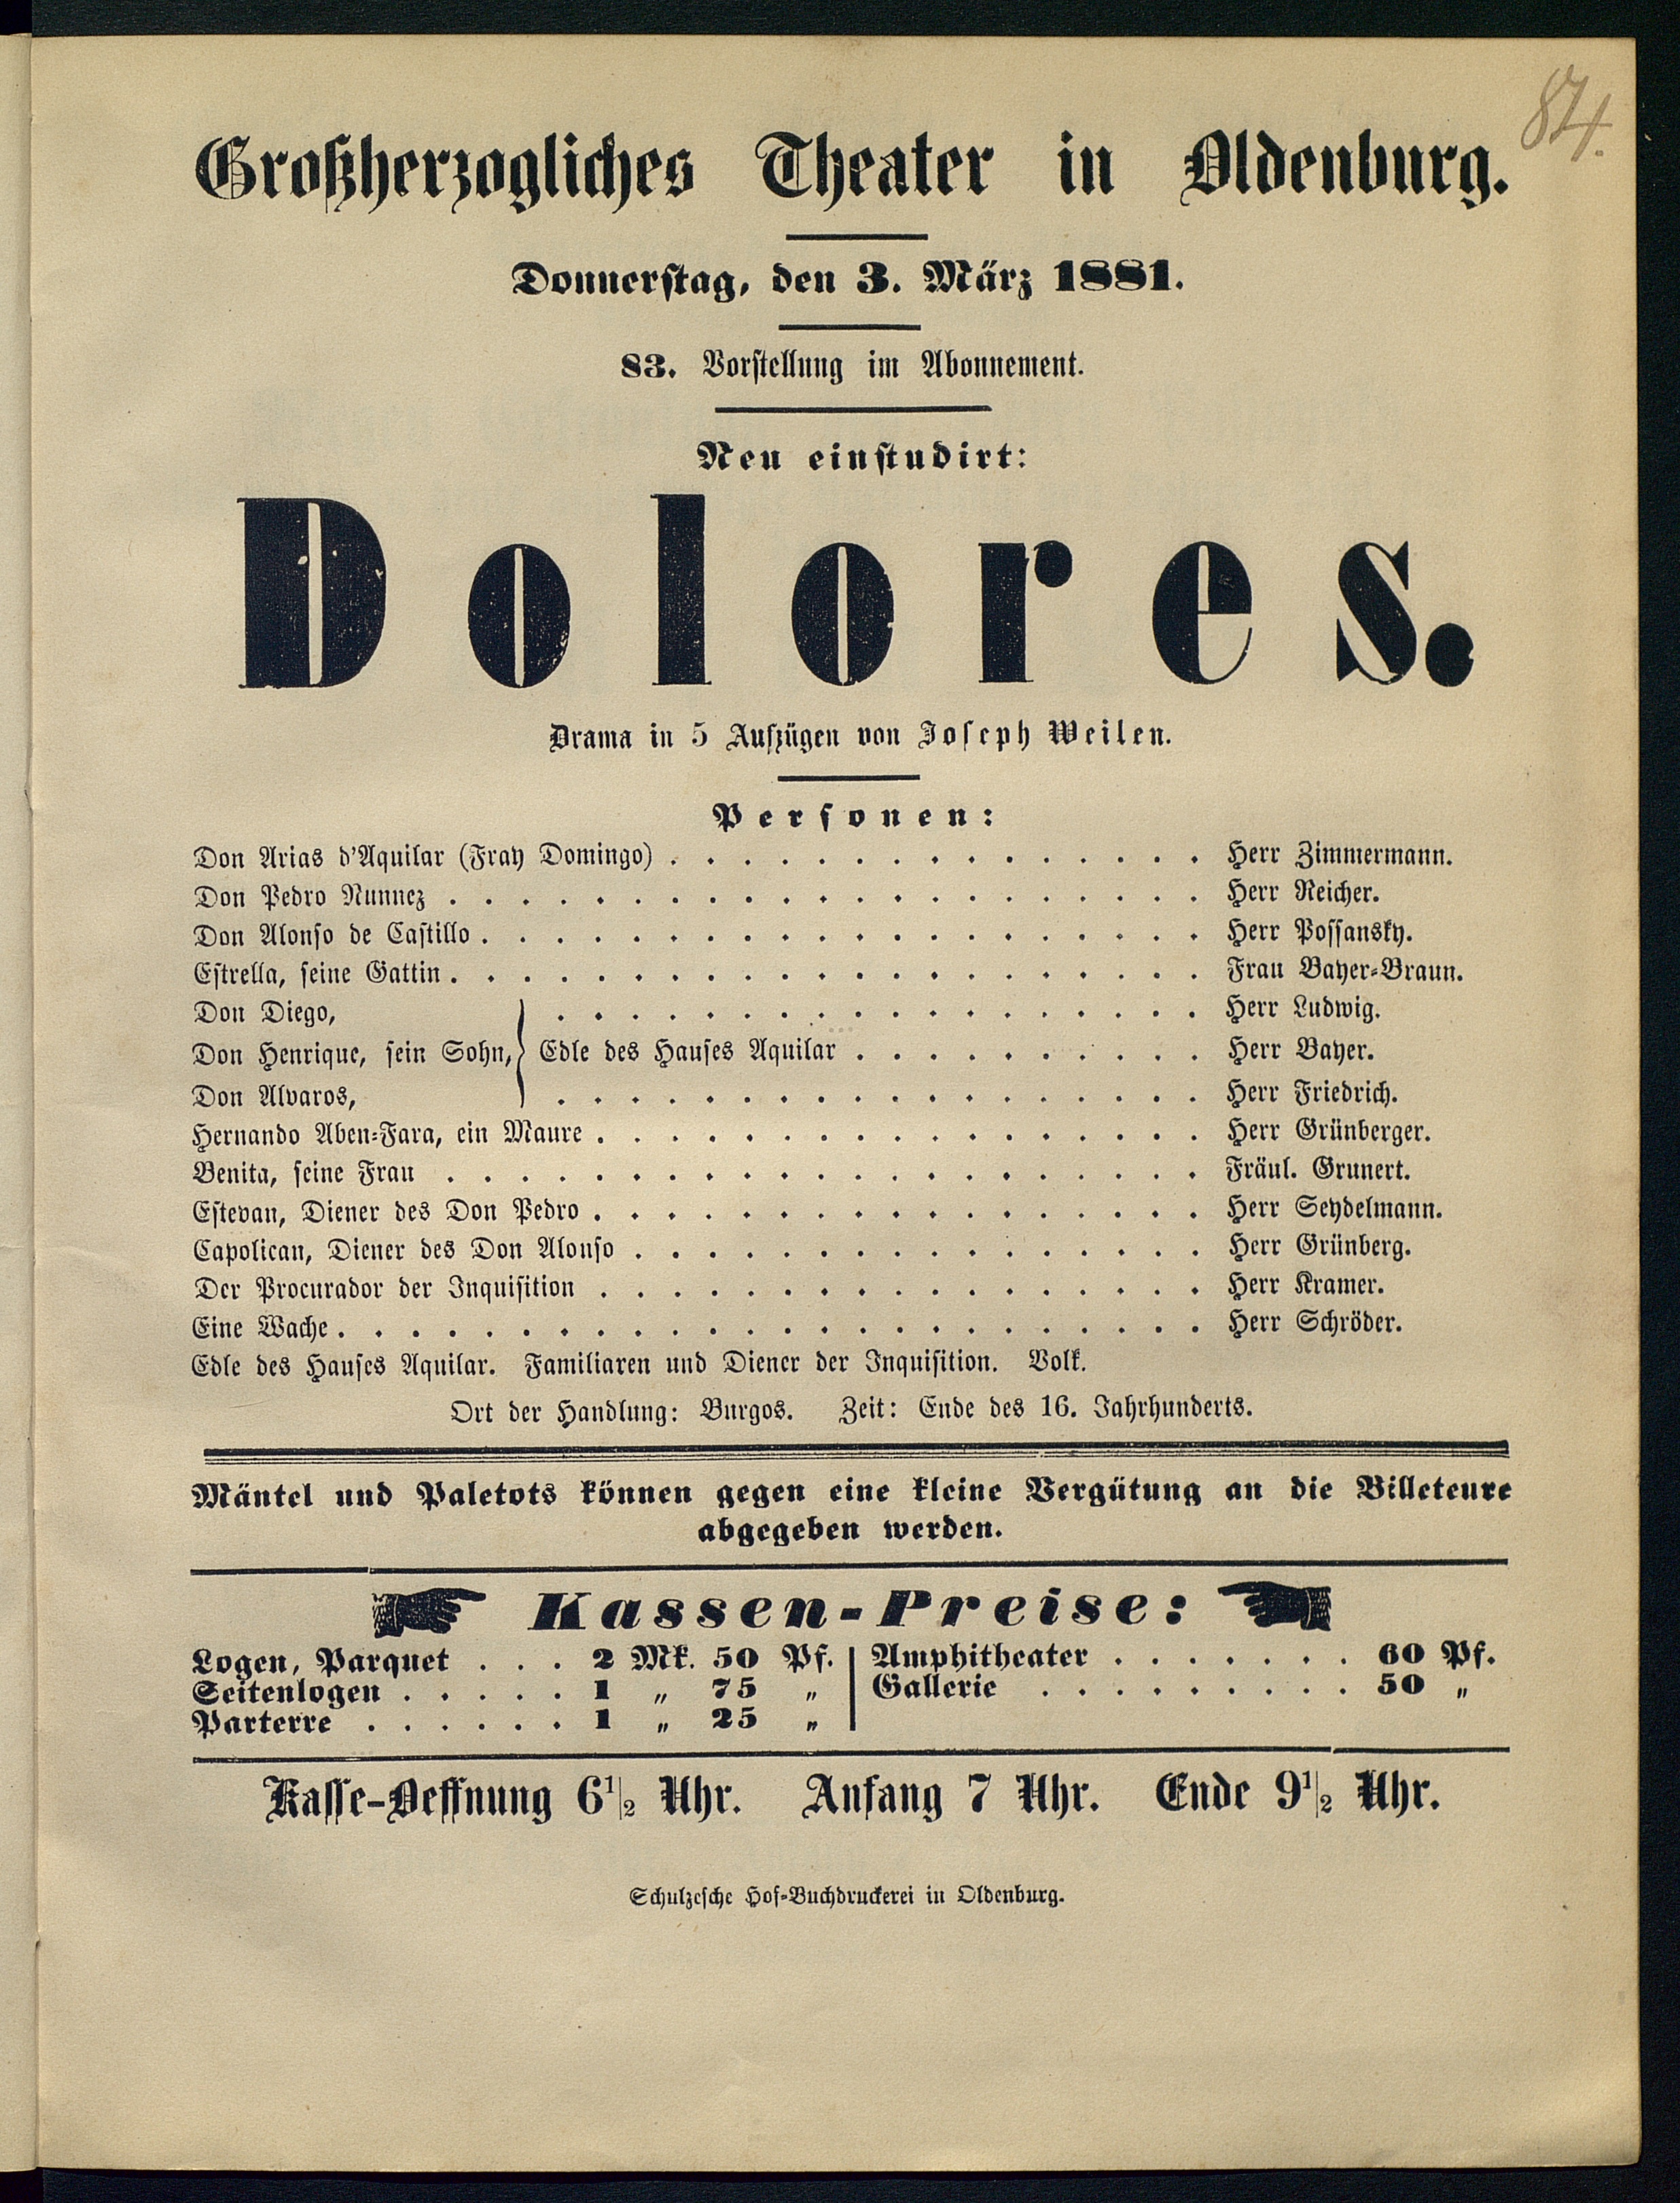 84.
Großherzogliches Theater in Oldenburg.
Donnerstag, den 3. März 1881.
83. Vorstellung im Abonnement.
Neu einstudirt:
Dolores.
Drama in 5 Aufzügen von Joseph Weilen.
Personen:
Don Arias d'Aquilar (Fray Domingo) . . . . . . . . . . . . . . . Herr Zimmermann.
Don Pedro Nunnez . . . . . . . . . . . . . . . . . . . . . Herr Reicher.
Don Alonso de Castillo . . . . . . . . . . . . . . . . . . . . Herr Possansky.
Estrella, seine Gattin . . . . . . . . . . . . . . . . . . . . . Frau Bayer-Braun.
Don Diego, . . . . . . . . . . . . . . . . . . Herr Ludwig.
Don Henrique, sein Sohn, } Edle des Hauses Aquilar . . . . . . . . . . Herr Bayer.
Don Alvaros, . . . . . . . . . . . . . . . . . . Herr Friedrich.
Hernando Aben-Fara, ein Maure . . . . . . . . . . . . . . . . . Herr Grünberger.
Benita, seine Frau . . . . . . . . . . . . . . . . . . . . . Fräul. Grunert.
Estevan, Diener des Don Pedro . . . . . . . . . . . . . . . . . Herr Seydelmann.
Capolican, Diener des Don Alonso . . . . . . . . . . . . . . . . Herr Grünberg.
Der Procurador der Inquisition . . . . . . . . . . . . . . . . . Herr Kramer.
Eine Wache . . . . . . . . . . . . . . . . . . . . . . . . Herr Schröder.
Edle des Hauses Aquilar. Familiaren und Diener der Inquisition. Volk.
Ort der Handlung: Burgos. Zeit: Ende des 16. Jahrhunderts.
Mäntel und Paletots können gegen eine kleine Vergütung an die Billeteure
abgegeben werden.
Kassen-Preise:
Logen, Parquet . . . 2 Mk. 50 Pf. | Amphitheater . . . . . . . 60 Pf.
Seitenlogen . . . . . 1 „ 75 „ | Gallerie . . . . . . . . . 50 „
Parterre . . . . . . 1 „ 25 „
Kasse-Oeffnung 6½ Uhr. Anfang 7 Uhr. Ende 9½ Uhr.
Schulzesche Hof-Buchdruckerei in Oldenburg.